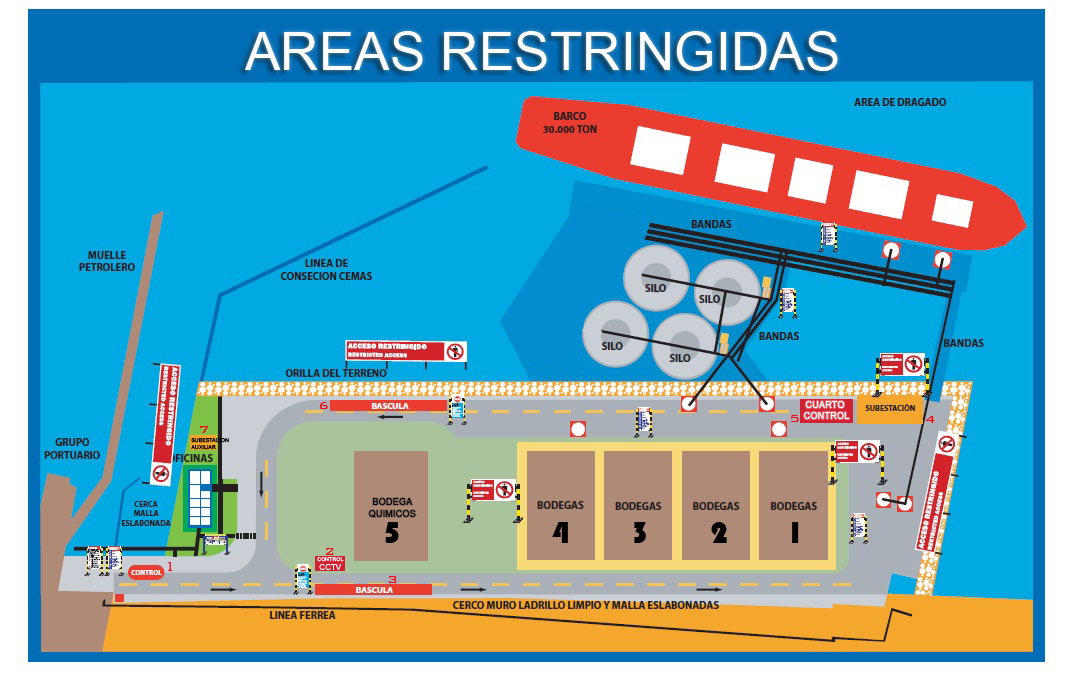 AREAS RESTRINGIDAS
AREA DE DRAGADO
BARCO
30.000 TON
BANDAS
MUELLE
PETROLERO
LINEA DE
CONSECION CEMAS
SILO
SILO
SILO
SILO
BANDAS
BANDAS
ACCESO RESTRINGIDO
RESTRICTED ACCESS
ORILLA DEL TERRENO
ACCESO RESTRINGIDO
RESTRICTED ACCESS
6
BASCULA
5
CUARTO
CONTROL
SUBESTACIÒN
4
7
SUBESTACION
AUXILIAR
OFICINAS
GRUPO
PORTUARIO
CERCA
MALLA
ESLABONADA
BODEGA
QUIMICOS
5
BODEGAS
4
BODEGAS
3
BODEGAS
2
BODEGAS
1
ACCESO RESTRINGIDO
RESTRICTED ACCESS
CONTROL
1
2
CONTROL
CCTV
3
BASCULA
CERCO MURO LADRILLO LIMPIO Y MALLA ESLABONADAS
LINEA FERREA